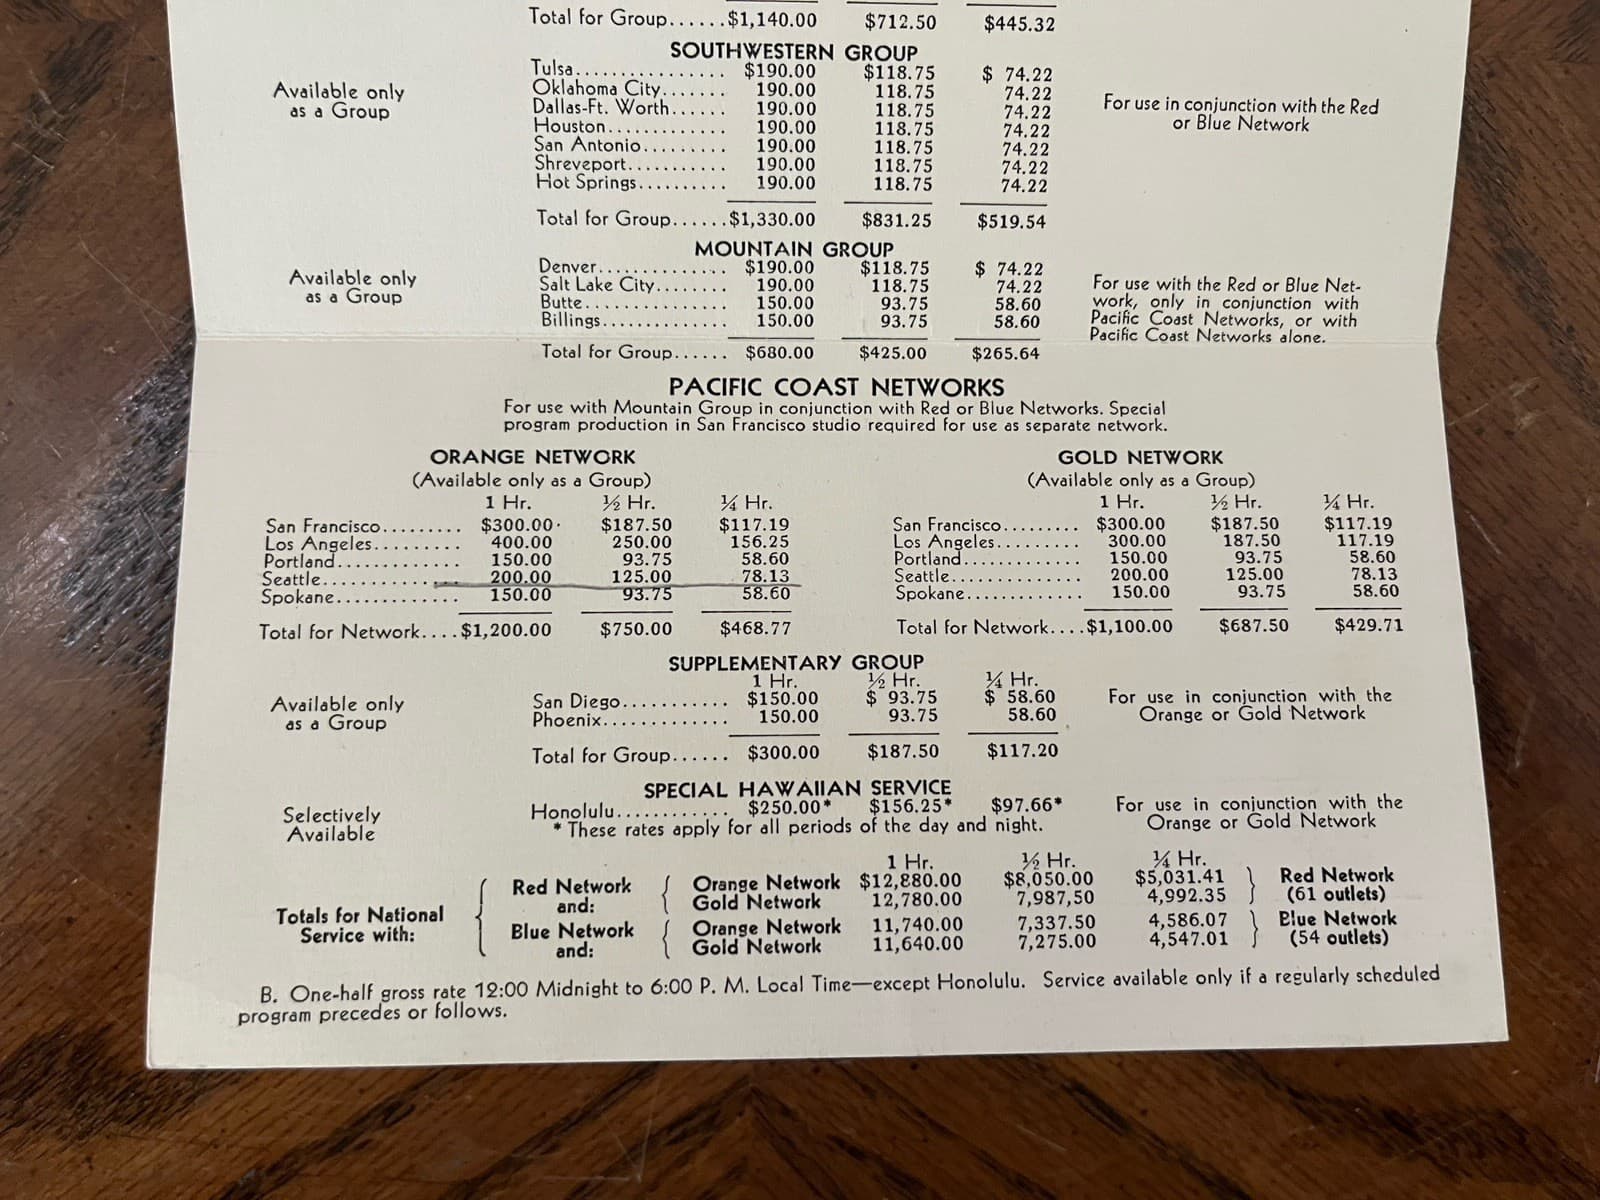 Total for Group......$1,140.00 $712.50 $445.32
SOUTHWESTERN GROUP
Available only
as a Group
Tulsa................ $190.00 $118.75 $ 74.22
Oklahoma City....... 190.00 118.75 74.22
Dallas-Ft. Worth...... 190.00 118.75 74.22
Houston............. 190.00 118.75 74.22
San Antonio......... 190.00 118.75 74.22
Shreveport........... 190.00 118.75 74.22
Hot Springs.......... 190.00 118.75 74.22
Total for Group......$1,330.00 $831.25 $519.54
For use in conjunction with the Red
or Blue Network
MOUNTAIN GROUP
Available only
as a Group
Denver.............. $190.00 $118.75 $ 74.22
Salt Lake City........ 190.00 118.75 74.22
Butte................ 150.00 93.75 58.60
Billings.............. 150.00 93.75 58.60
Total for Group...... $680.00 $425.00 $265.64
For use with the Red or Blue Net-
work, only in conjunction with
Pacific Coast Networks, or with
Pacific Coast Networks alone.
PACIFIC COAST NETWORKS
For use with Mountain Group in conjunction with Red or Blue Networks. Special
program production in San Francisco studio required for use as separate network.
ORANGE NETWORK
(Available only as a Group)
1 Hr. ½ Hr. ¼ Hr.
San Francisco......... $300.00 $187.50 $117.19
Los Angeles.......... 400.00 250.00 156.25
Portland.............. 150.00 93.75 58.60
Seattle............... 200.00 125.00 78.13
Spokane............. 150.00 93.75 58.60
Total for Network....$1,200.00 $750.00 $468.77
GOLD NETWORK
(Available only as a Group)
1 Hr. ½ Hr. ¼ Hr.
San Francisco......... $300.00 $187.50 $117.19
Los Angeles.......... 300.00 187.50 117.19
Portland............. 150.00 93.75 58.60
Seattle............... 200.00 125.00 78.13
Spokane............. 150.00 93.75 58.60
Total for Network....$1,100.00 $687.50 $429.71
SUPPLEMENTARY GROUP
1 Hr. ½ Hr. ¼ Hr.
Available only
as a Group
San Diego............ $150.00 $ 93.75 $ 58.60
Phoenix.............. 150.00 93.75 58.60
Total for Group...... $300.00 $187.50 $117.20
For use in conjunction with the
Orange or Gold Network
SPECIAL HAWAIIAN SERVICE
Selectively
Available
Honolulu............ $250.00* $156.25* $97.66*
* These rates apply for all periods of the day and night.
For use in conjunction with the
Orange or Gold Network
1 Hr. ½ Hr. ¼ Hr.
Totals for National
Service with:
Red Network
and:
Orange Network $12,880.00 $8,050.00 $5,031.41
Gold Network 12,780.00 7,987,50 4,992.35
Red Network
(61 outlets)
Blue Network
and:
Orange Network 11,740.00 7,337.50 4,586.07
Gold Network 11,640.00 7,275.00 4,547.01
Blue Network
(54 outlets)
B. One-half gross rate 12:00 Midnight to 6:00 P. M. Local Time—except Honolulu. Service available only if a regularly scheduled
program precedes or follows.